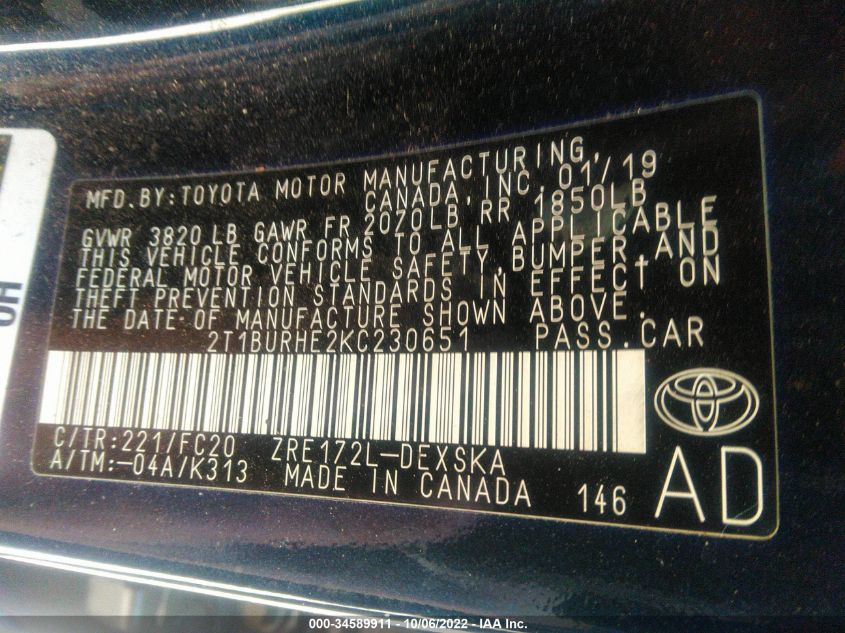 MFD.BY:TOYOTA MOTOR MANUFACTURING,
CANADA, INC. 01/19
GVWR 3820 LB GAWR FR 2070LB RR 1850LB
THIS VEHICLE CONFORMS TO ALL APPLICABLE
FEDERAL MOTOR VEHICLE SAFETY,BUMPER,AND
THEFT PREVENTION STANDARDS IN EFFECT ON
THE DATE OF MANUFACTURE SHOWN ABOVE.
2T1BURHE2KC230651 PASS.CAR
C/TR:221/FC20 ZRE172L-DEXSKA
A/TM:-04A/K313 MADE IN CANADA 146 AD
HO
000-34589911 - 10/06/2022 - IAA Inc.